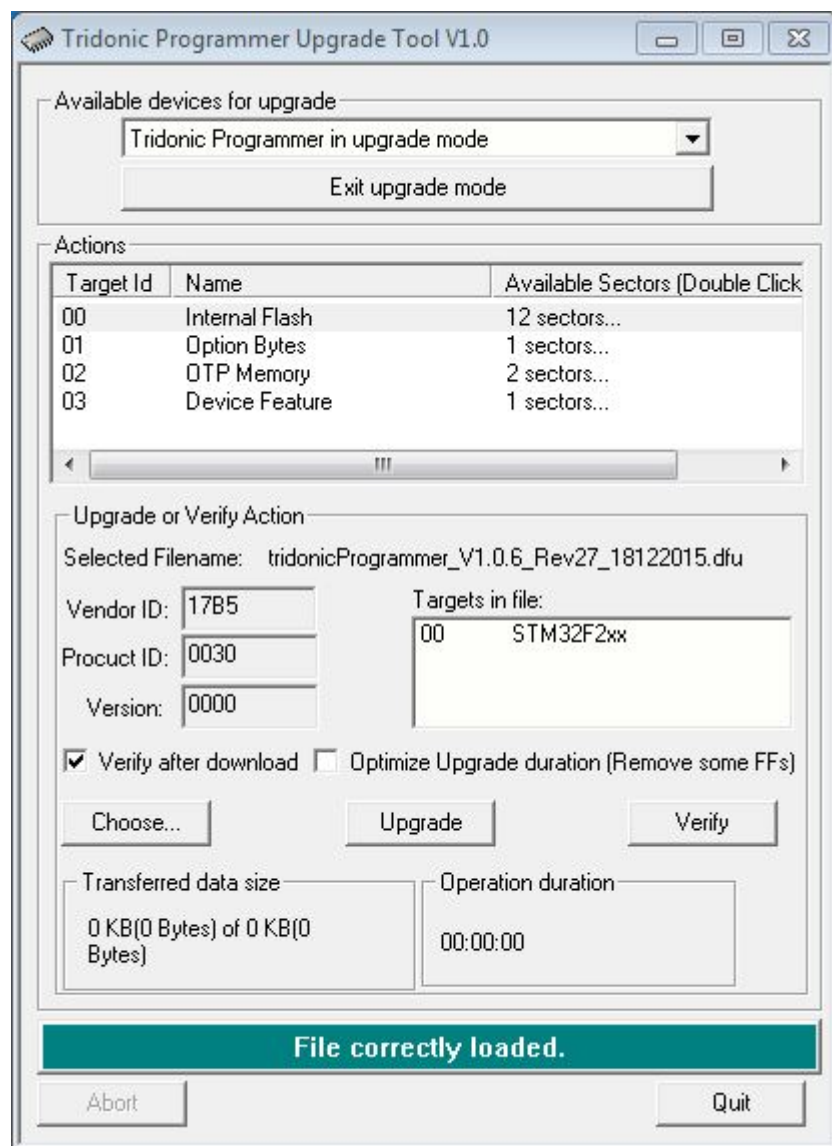 Tridonic Programmer Upgrade Tool V1.0
Available devices for upgrade
Tridonic Programmer in upgrade mode
Exit upgrade mode
Actions
Target Id Name Available Sectors (Double Click
00 Internal Flash 12 sectors...
01 Option Bytes 1 sectors...
02 OTP Memory 2 sectors...
03 Device Feature 1 sectors...
Upgrade or Verify Action
Selected Filename: tridonicProgrammer_V1.0.6_Rev27_18122015.dfu
Vendor ID: 17B5
Procuct ID: 0030
Version: 0000
Targets in file:
00 STM32F2xx
Verify after download Optimize Upgrade duration (Remove some FFs)
Choose... Upgrade Verify
Transferred data size
0 KB(0 Bytes) of 0 KB(0
Bytes)
Operation duration
00:00:00
File correctly loaded.
Abort Quit